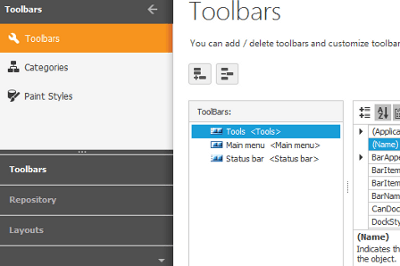 Toolbars
Toolbars
Categories
Paint Styles
Toolbars
Repository
Layouts
Toolbars
You can add / delete toolbars and customize toolbar
ToolBars:
Tools <Tools>
Main menu <Main menu>
Status bar <Status bar>
(Applica
(Name)
BarAppe
BarItem
BarItem
BarName
CanDoc
DockSty
(Name)
Indicates th
the object.